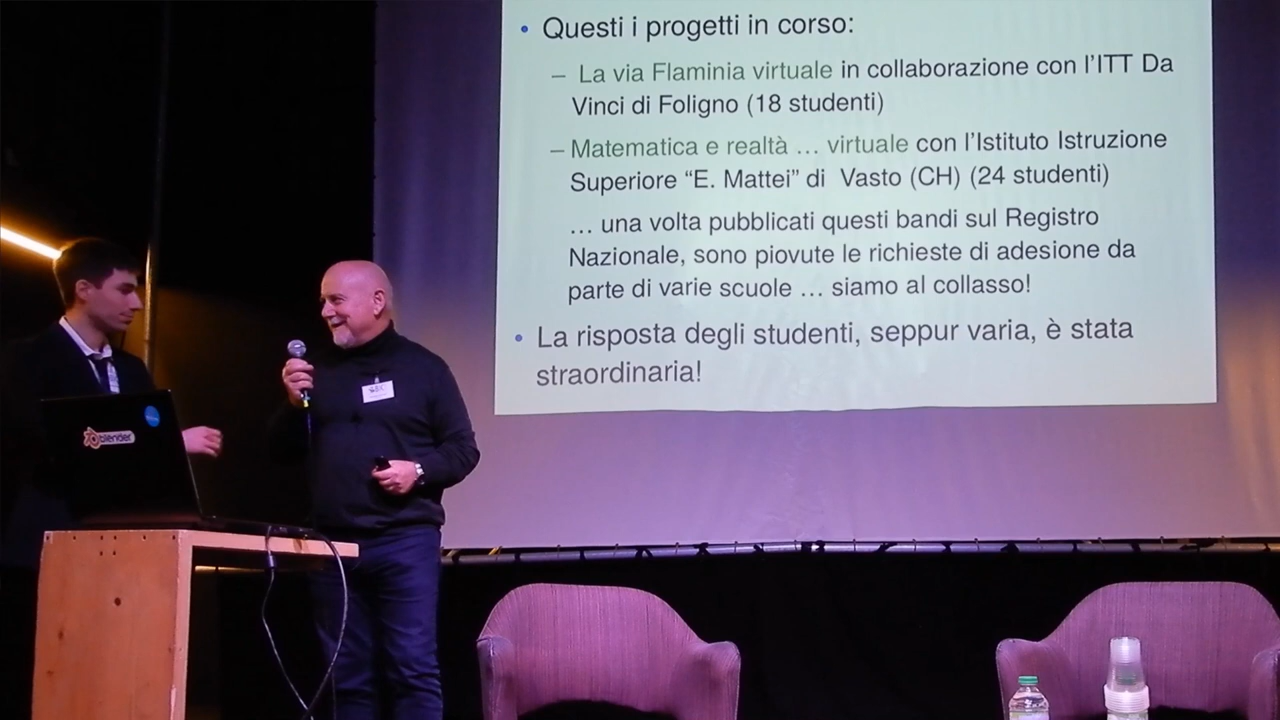 • Questi i progetti in corso:
– La via Flaminia virtuale in collaborazione con l'ITT Da
Vinci di Foligno (18 studenti)
– Matematica e realtà … virtuale con l'Istituto Istruzione
Superiore “E. Mattei” di Vasto (CH) (24 studenti)
… una volta pubblicati questi bandi sul Registro
Nazionale, sono piovute le richieste di adesione da
parte di varie scuole … siamo al collasso!
• La risposta degli studenti, seppur varia, è stata
straordinaria!
blender